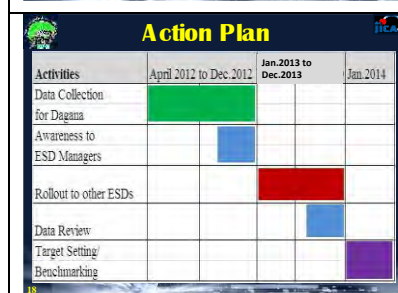 Action Plan
JICA
Activities
April 2012 to Dec.2012
Jan.2013 to
Dec.2013
Jan.2014
Data Collection
for Dagana
Awareness to
ESD Managers
Rollout to other ESDs
Data Review
Target Setting/
Benchmarking
18